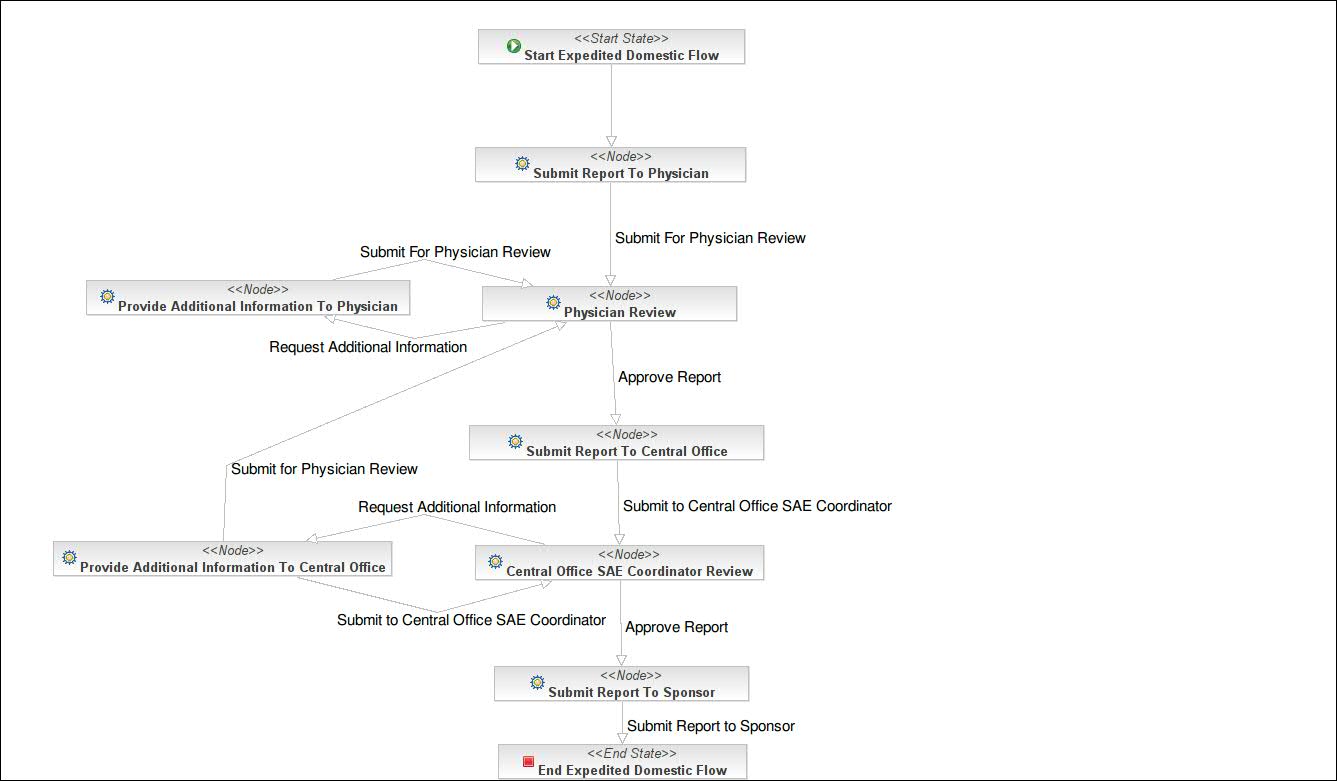 <<Start State>>
Start Expedited Domestic Flow
<<Node>>
Submit Report To Physician
Submit For Physician Review
Submit For Physician Review
<<Node>>
Provide Additional Information To Physician
<<Node>>
Physician Review
Request Additional Information
Approve Report
<<Node>>
Submit Report To Central Office
Submit for Physician Review
Request Additional Information
Submit to Central Office SAE Coordinator
<<Node>>
Provide Additional Information To Central Office
<<Node>>
Central Office SAE Coordinator Review
Submit to Central Office SAE Coordinator
Approve Report
<<Node>>
Submit Report To Sponsor
Submit Report to Sponsor
<<End State>>
End Expedited Domestic Flow